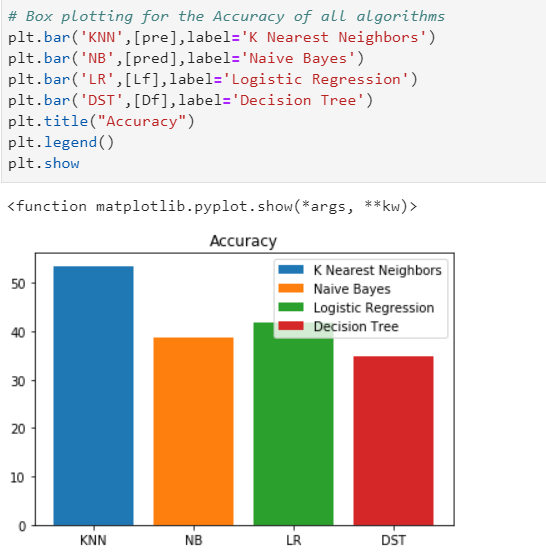 # Box plotting for the Accuracy of all algorithms
plt.bar('KNN',[pre],label='K Nearest Neighbors')
plt.bar('NB',[pred],label='Naive Bayes')
plt.bar('LR',[Lf],label='Logistic Regression')
plt.bar('DST',[Df],label='Decision Tree')
plt.title("Accuracy")
plt.legend()
plt.show
<function matplotlib.pyplot.show(*args, **kw)>
Accuracy
K Nearest Neighbors
Naive Bayes
Logistic Regression
Decision Tree
50
40
30
20
10
0
KNN NB LR DST